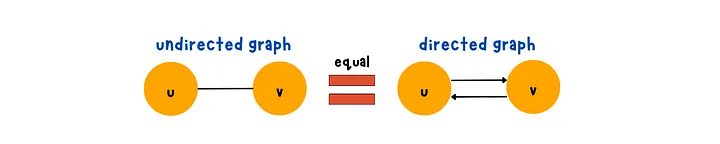 undirected graph
equal
directed graph
u
v
u
v